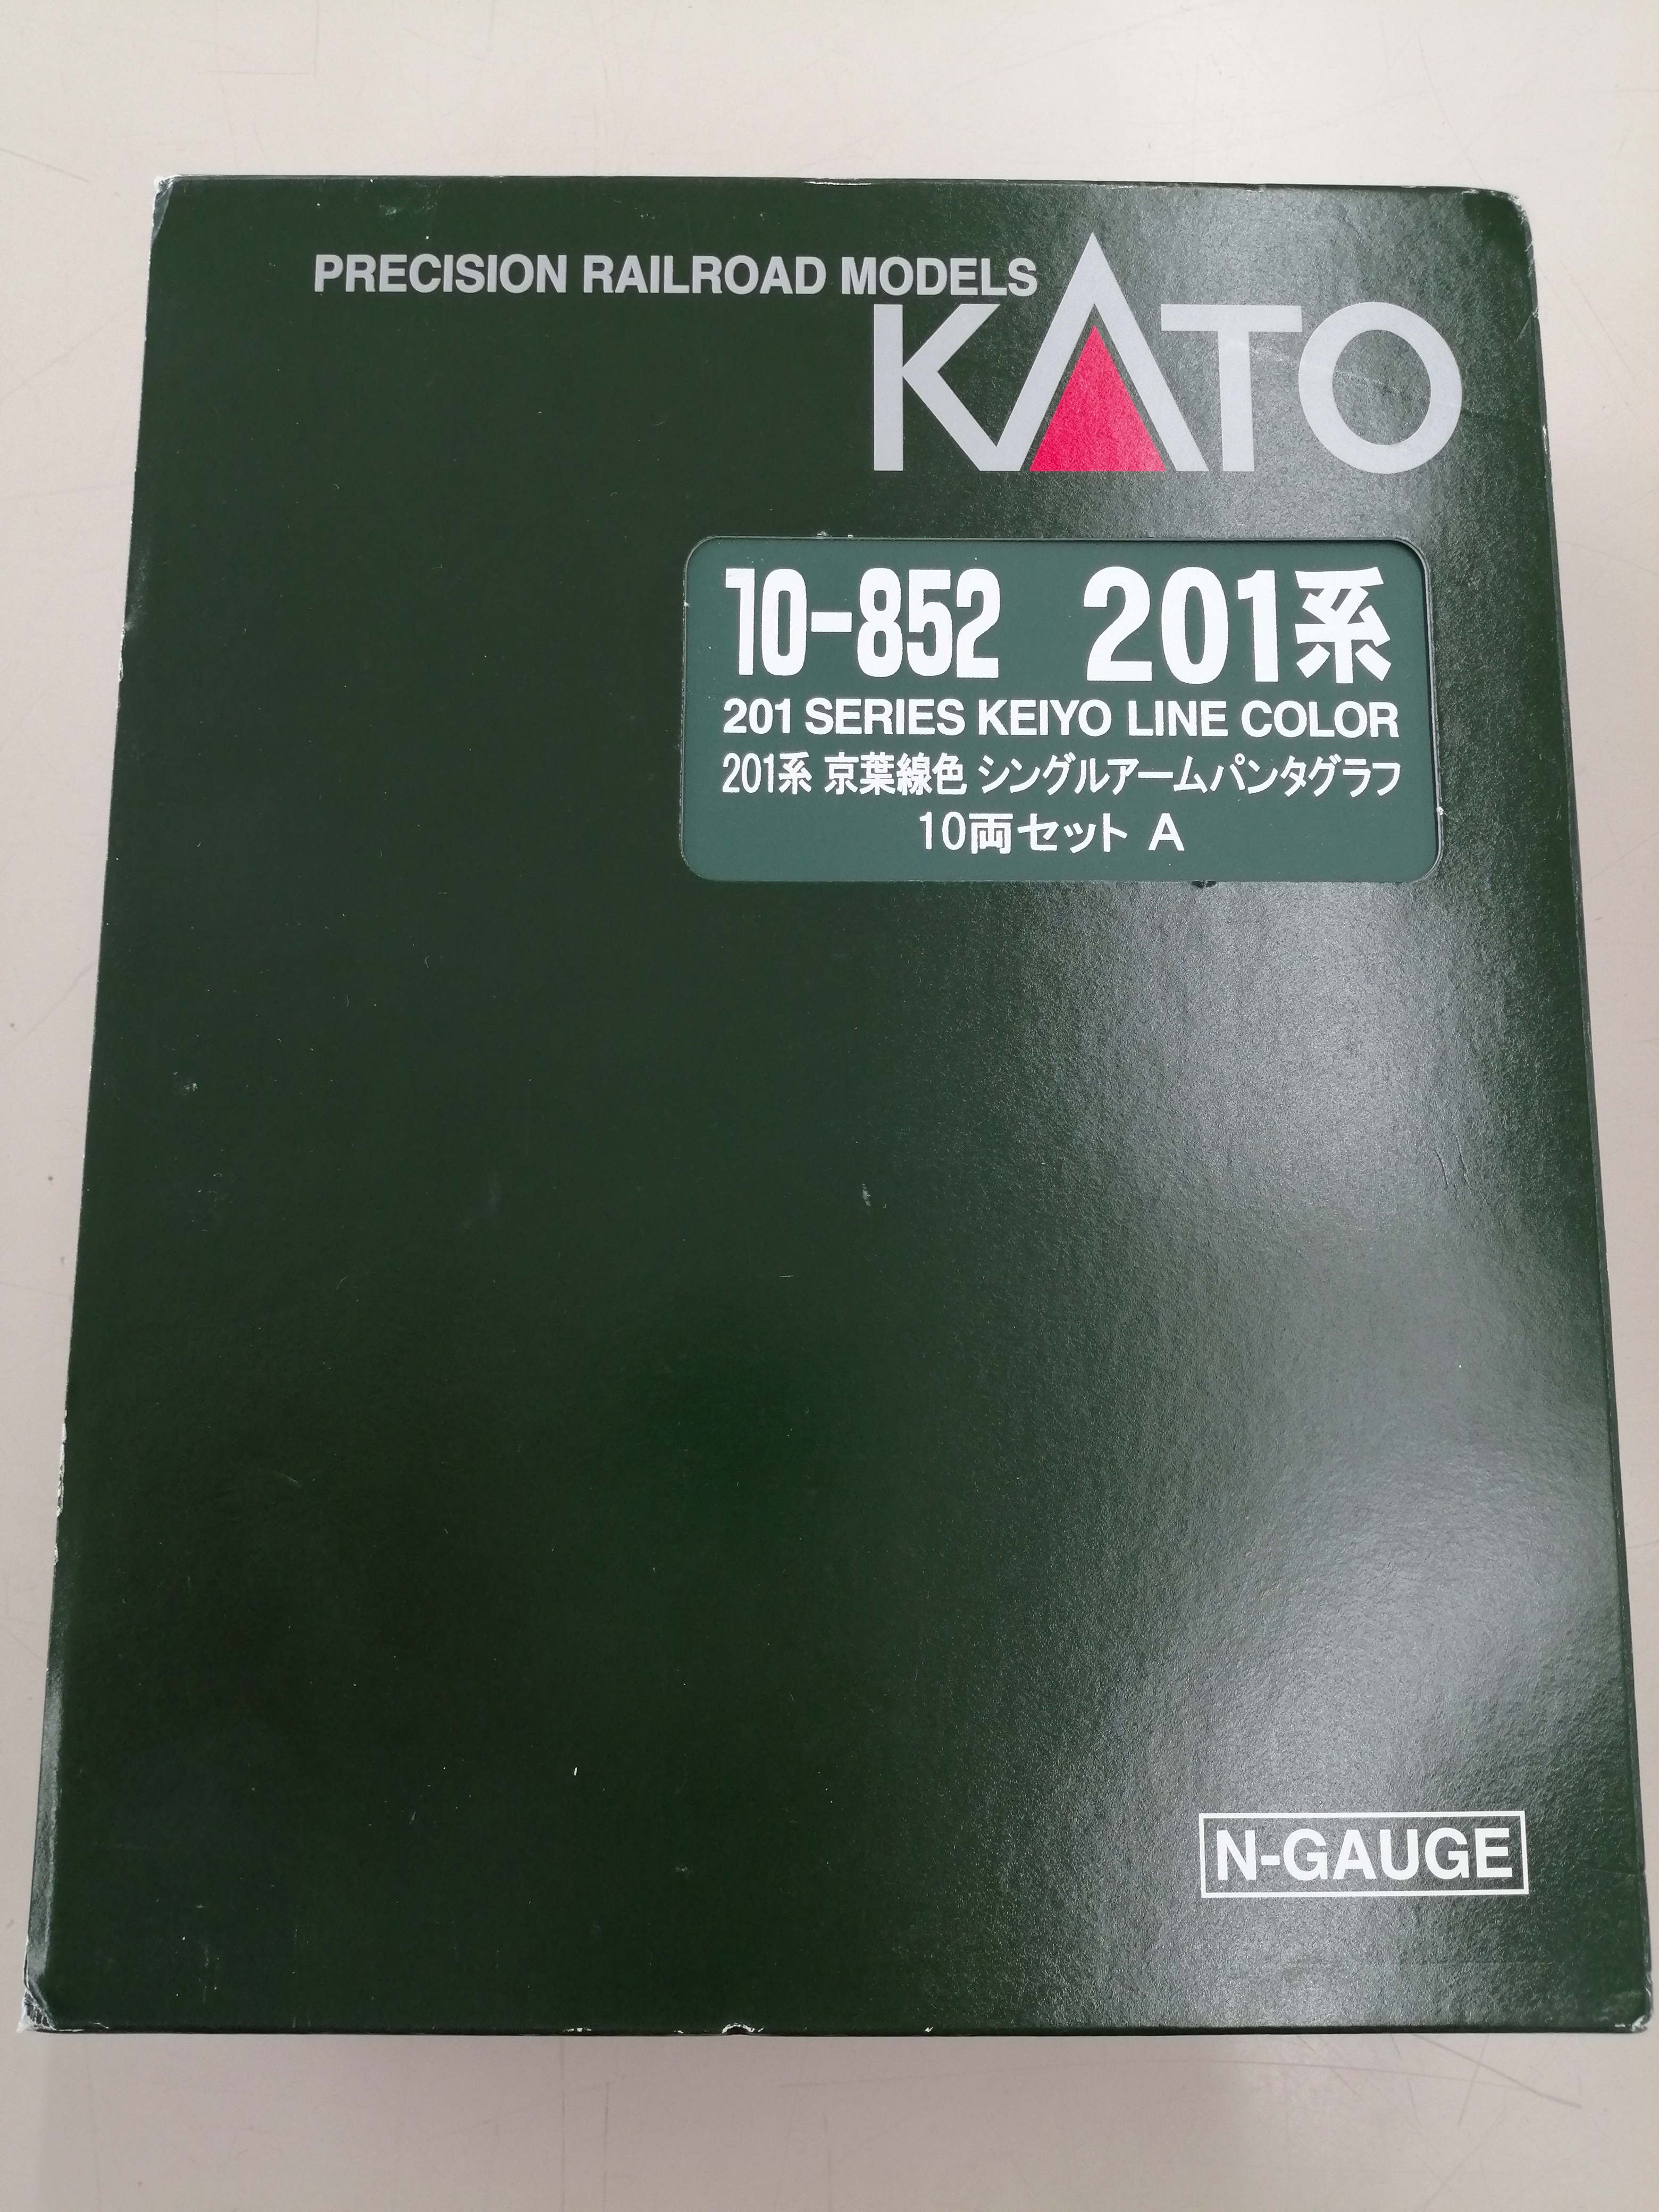 PRECISION RAILROAD MODELS
KATO
10-852 201系
201 SERIES KEIYO LINE COLOR
201系 京葉線色 シングルアームパンタグラフ
10両セット A
N-GAUGE